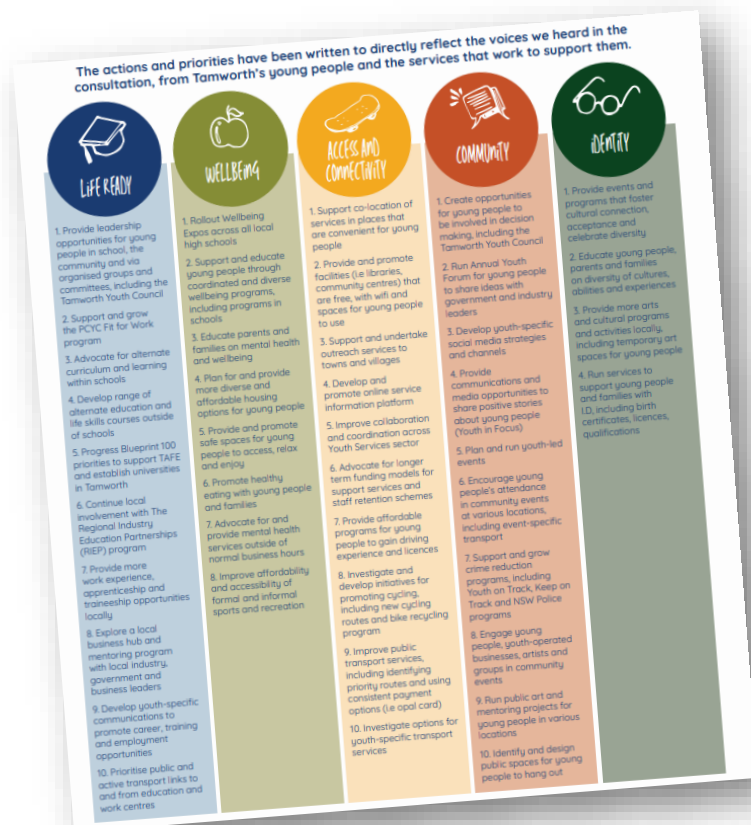 The actions and priorities have been written to directly reflect the voices we heard in the
consultation, from Tamworth's young people and the services that work to support them.
LiFE READY
1. Provide leadership
opportunities for young
people in school, the
community and via
organised groups and
committees, including the
Tamworth Youth Council
2. Support and grow
the PCYC Fit for Work
program
3. Advocate for alternate
curriculum and learning
within schools
4. Develop range of
alternate education and
life skills courses outside
of schools
5. Progress Blueprint 100
priorities to support TAFE
and establish universities
in Tamworth
6. Continue local
involvement with The
Regional Industry
Education Partnerships
(RIEP) program
7. Provide more
work experience,
apprenticeship and
traineeship opportunities
locally
8. Explore a local
business hub and
mentoring program
with local industry,
government and
business leaders
9. Develop youth-specific
communications to
promote career, training
and employment
opportunities
10. Prioritise public and
active transport links to
and from education and
work centres
WELLBEiNG
1. Rollout Wellbeing
Expos across all local
high schools
2. Support and educate
young people through
coordinated and diverse
wellbeing programs,
including programs in
schools
3. Educate parents and
families on mental health
and wellbeing
4. Plan for and provide
more diverse and
affordable housing
options for young people
5. Provide and promote
safe spaces for young
people to access, relax
and enjoy
6. Promote healthy
eating with young people
and families
7. Advocate for and
provide mental health
services outside of
normal business hours
8. Improve affordability
and accessibility of
formal and informal
sports and recreation
ACCESS AND
CONNECTiViTY
1. Support co-location of
services in places that
are convenient for young
people
2. Provide and promote
facilities (i.e libraries,
community centres) that
are free, with wifi and
spaces for young people
to use
3. Support and undertake
outreach services to
towns and villages
4. Develop and
promote online service
information platform
5. Improve collaboration
and coordination across
Youth Services sector
6. Advocate for longer
term funding models for
support services and
staff retention schemes
7. Provide affordable
programs for young
people to gain driving
experience and licences
8. Investigate and
develop initiatives for
promoting cycling,
including new cycling
routes and bike recycling
program
9. Improve public
transport services,
including identifying
priority routes and using
consistent payment
options (i.e opal card)
10. Investigate options for
youth-specific transport
services
COMMUNiTY
1. Create opportunities
for young people to
be involved in decision
making, including the
Tamworth Youth Council
2. Run Annual Youth
Forum for young people
to share ideas with
government and industry
leaders
3. Develop youth-specific
social media strategies
and channels
4. Provide
communications and
media opportunities to
share positive stories
about young people
(Youth in Focus)
5. Plan and run youth-led
events
6. Encourage young
people's attendance
in community events
at various locations,
including event-specific
transport
7. Support and grow
crime reduction
programs, including
Youth on Track, Keep on
Track and NSW Police
programs
8. Engage young
people, youth-operated
businesses, artists and
groups in community
events
9. Run public art and
mentoring projects for
young people in various
locations
10. Identify and design
public spaces for young
people to hang out
iDENTiTY
1. Provide events and
programs that foster
cultural connection,
acceptance and
celebrate diversity
2. Educate young people,
parents and families
on diversity of cultures,
abilities and experiences
3. Provide more arts
and cultural programs
and activities locally,
including temporary art
spaces for young people
4. Run services to
support young people
and families with
I.D, including birth
certificates, licences,
qualifications